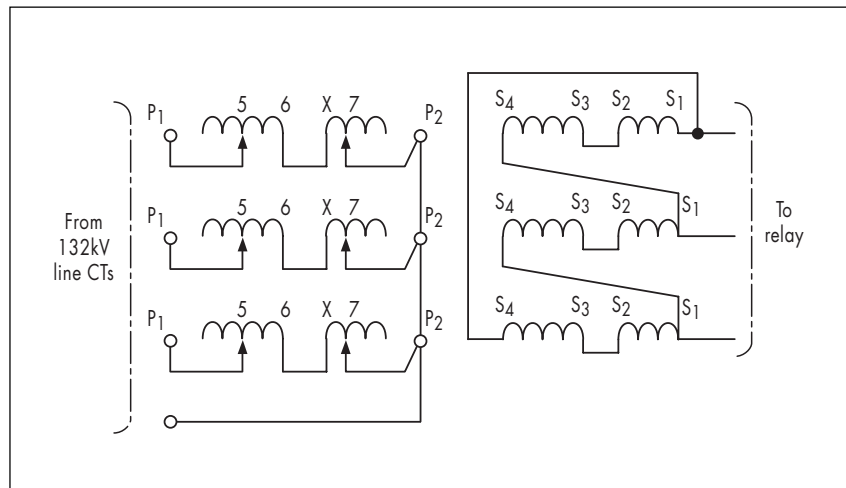 P1 5 6 X 7 P2
S4 S3 S2 S1
P1 5 6 X 7 P2
S4 S3 S2 S1
From
132kV
line CTs
To
relay
P1 5 6 X 7 P2
S4 S3 S2 S1